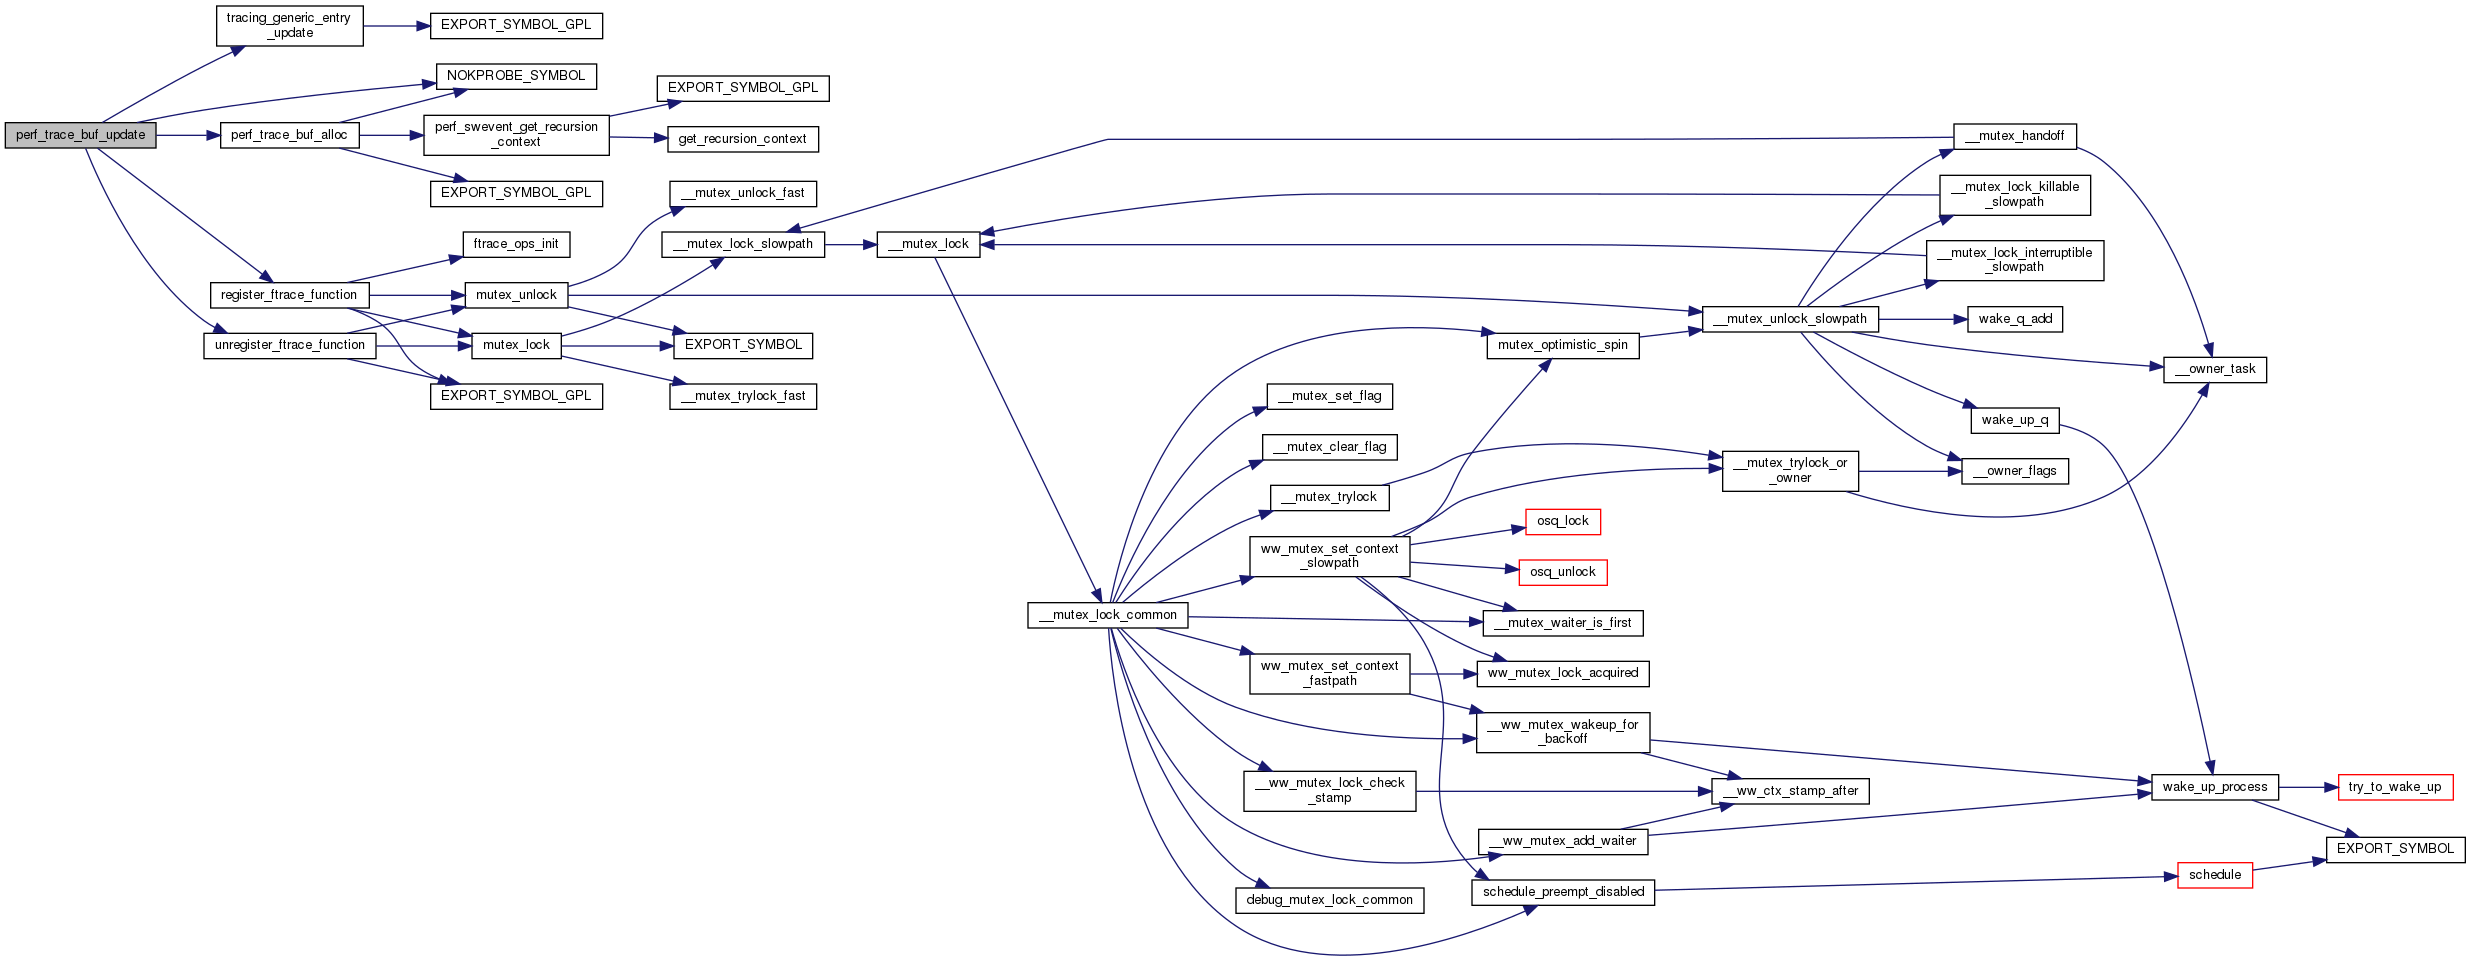 perf_trace_buf_update
tracing_generic_entry
_update
EXPORT_SYMBOL_GPL
NOKPROBE_SYMBOL
perf_trace_buf_alloc
perf_swevent_get_recursion
_context
EXPORT_SYMBOL_GPL
get_recursion_context
EXPORT_SYMBOL_GPL
register_ftrace_function
unregister_ftrace_function
ftrace_ops_init
mutex_unlock
mutex_lock
EXPORT_SYMBOL_GPL
__mutex_unlock_fast
__mutex_lock_slowpath
EXPORT_SYMBOL
__mutex_trylock_fast
__mutex_lock
__mutex_lock_common
mutex_optimistic_spin
__mutex_set_flag
__mutex_clear_flag
__mutex_trylock
ww_mutex_set_context
_slowpath
ww_mutex_set_context
_fastpath
__ww_mutex_lock_check
_stamp
debug_mutex_lock_common
osq_lock
osq_unlock
__mutex_waiter_is_first
ww_mutex_lock_acquired
__ww_mutex_wakeup_for
_backoff
__ww_mutex_add_waiter
schedule_preempt_disabled
__mutex_unlock_slowpath
__mutex_trylock_or
_owner
__ww_ctx_stamp_after
__mutex_handoff
__mutex_lock_killable
_slowpath
__mutex_lock_interruptible
_slowpath
wake_q_add
__owner_task
wake_up_q
__owner_flags
wake_up_process
schedule
try_to_wake_up
EXPORT_SYMBOL